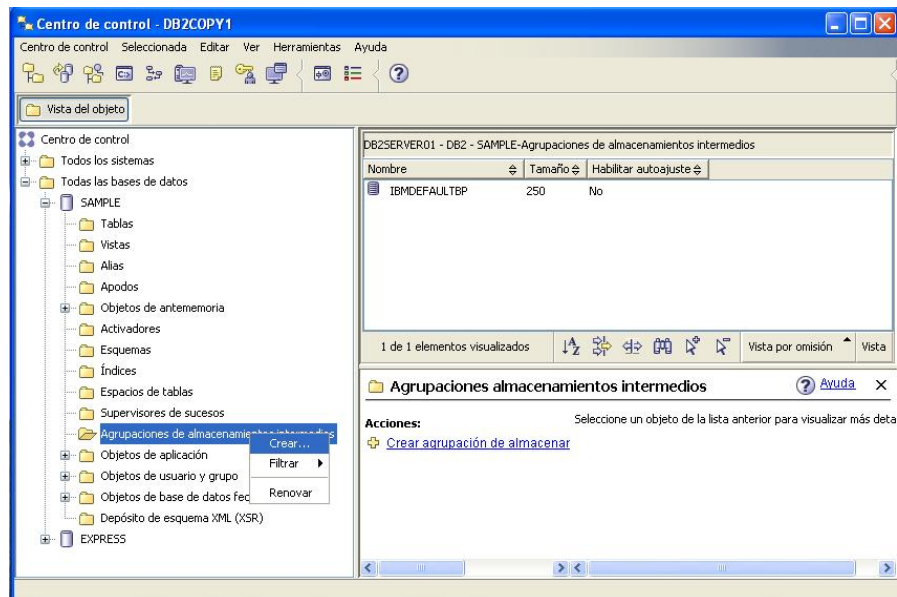 Centro de control - DB2COPY1
Centro de control Seleccionada Editar Ver Herramientas Ayuda
Vista del objeto
Centro de control
Todos los sistemas
Todas las bases de datos
SAMPLE
Tablas
Vistas
Alias
Apodos
Objetos de antememoria
Activadores
Esquemas
Índices
Espacios de tablas
Supervisores de sucesos
Agrupaciones de almacenamientos intermedios
Objetos de aplicación
Objetos de usuario y grupo
Objetos de base de datos fed
Depósito de esquema XML (XSR)
EXPRESS
Crear...
Filtrar
Renovar
DB2SERVER01 - DB2 - SAMPLE-Agrupaciones de almacenamientos intermedios
Nombre Tamaño Habilitar autoajuste
IBMDEFAULTBP 250 No
1 de 1 elementos visualizados Vista por omisión Vista
Agrupaciones almacenamientos intermedios Ayuda
Acciones: Seleccione un objeto de la lista anterior para visualizar más deta
Crear agrupación de almacenar